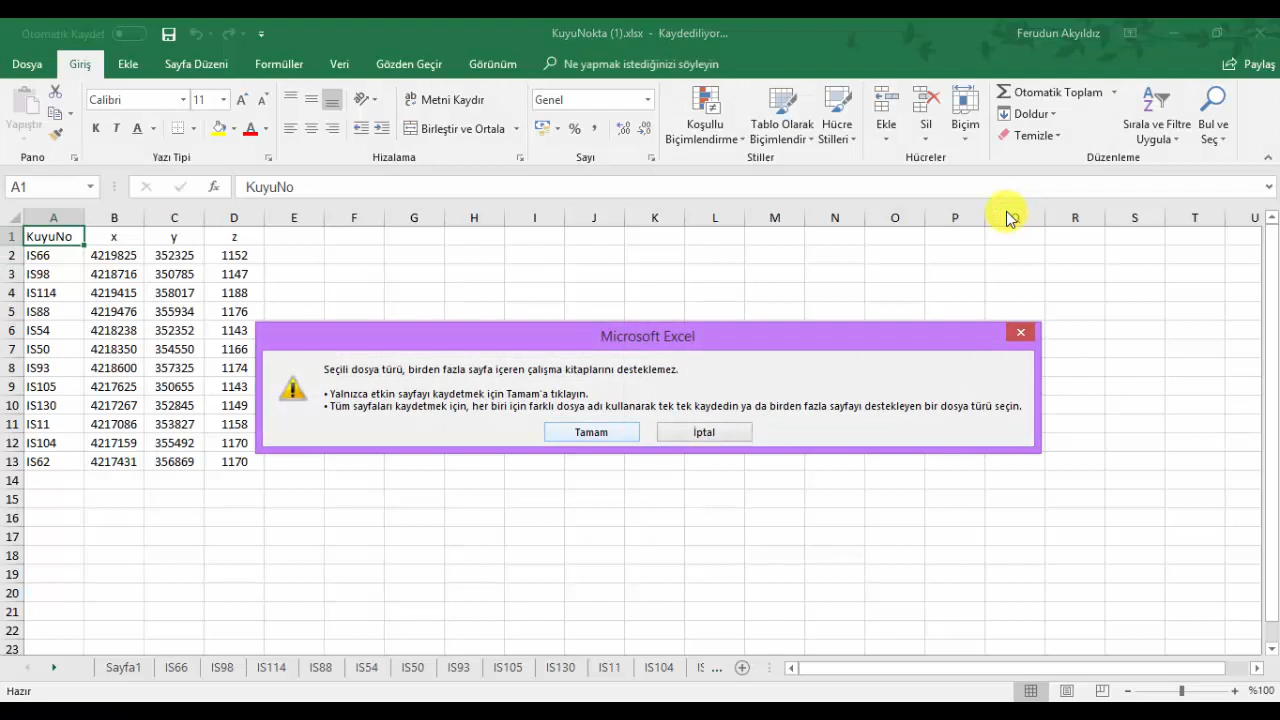 Otomatik Kaydet
KuyuNokta (1).xlsx - Kaydediliyor...
Ferudun Akyıldız
Dosya Giriş Ekle Sayfa Düzeni Formüller Veri Gözden Geçir Görünüm Ne yapmak istediğinizi söyleyin Paylaş
Yapıştır
Calibri 11
K T A A
Metni Kaydır
Birleştir ve Ortala
Genel
% ,
Koşullu Biçimlendirme
Tablo Olarak Biçimlendir
Hücre Stilleri
Ekle Sil Biçim
Otomatik Toplam
Doldur
Temizle
Sırala ve Filtre Uygula
Bul ve Seç
Pano Yazı Tipi Hizalama Sayı Stiller Hücreler Düzenleme
A1 fx KuyuNo
A B C D E F G H I J K L M N O P Q R S T U
1 KuyuNo x y z
2 IS66 4219825 352325 1152
3 IS98 4218716 350785 1147
4 IS114 4219415 358017 1188
5 IS88 4219476 355934 1176
6 IS54 4218238 352352 1143
7 IS50 4218350 354550 1166
8 IS93 4218600 357325 1174
9 IS105 4217625 350655 1143
10 IS130 4217267 352845 1149
11 IS11 4217086 353827 1158
12 IS104 4217159 355492 1170
13 IS62 4217431 356869 1170
14
15
16
17
18
19
20
21
22
23
Microsoft Excel
Seçili dosya türü, birden fazla sayfa içeren çalışma kitaplarını desteklemez.
• Yalnızca etkin sayfayı kaydetmek için Tamam'a tıklayın.
• Tüm sayfaları kaydetmek için, her biri için farklı dosya adı kullanarak tek tek kaydedin ya da birden fazla sayfayı destekleyen bir dosya türü seçin.
Tamam İptal
Sayfa1 IS66 IS98 IS114 IS88 IS54 IS50 IS93 IS105 IS130 IS11 IS104 ...
Hazır
%100